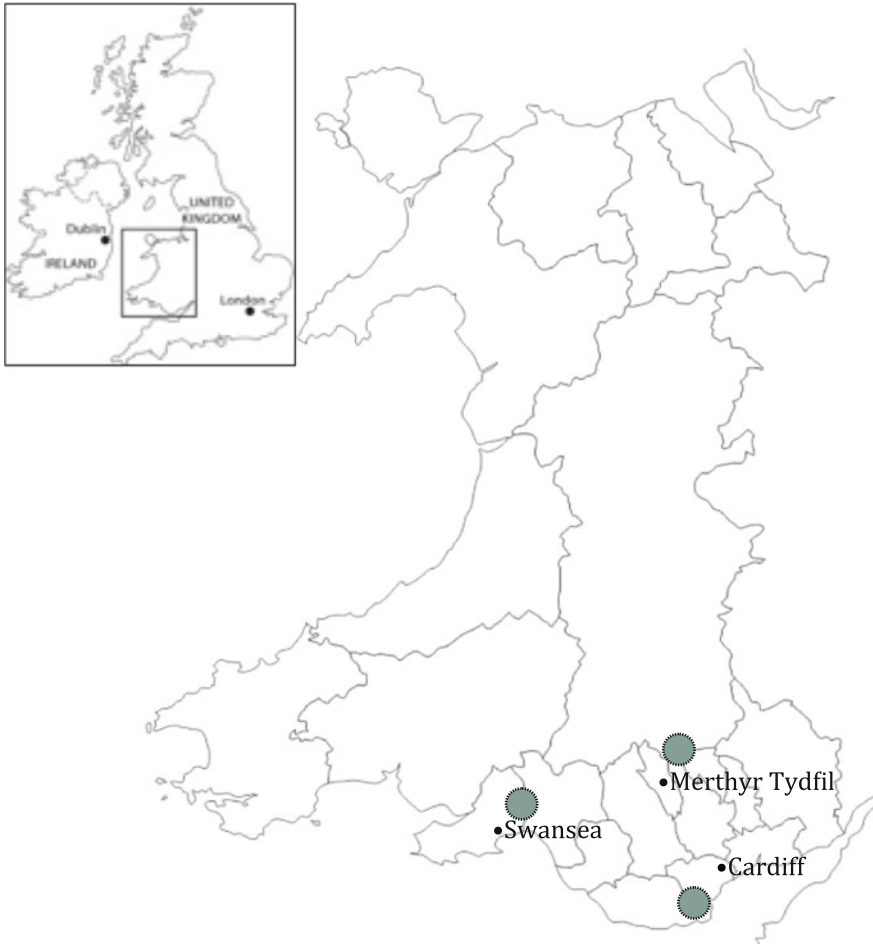 UNITED
KINGDOM
Dublin
IRELAND
London
Merthyr Tydfil
Swansea
Cardiff